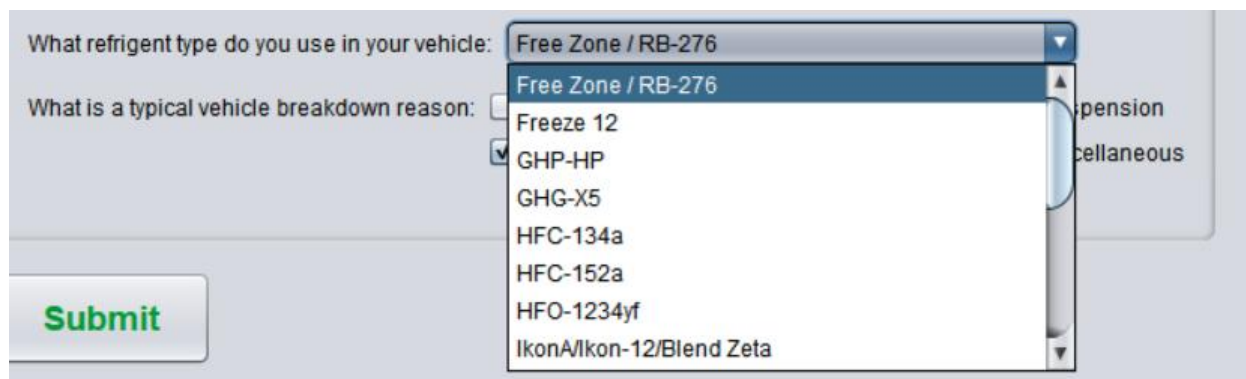 What refrigent type do you use in your vehicle: Free Zone / RB-276
Free Zone / RB-276
What is a typical vehicle breakdown reason: Freeze 12 pension
GHP-HP cellaneous
GHG-X5
HFC-134a
HFC-152a
HFO-1234yf
Submit
IkonA/Ikon-12/Blend Zeta